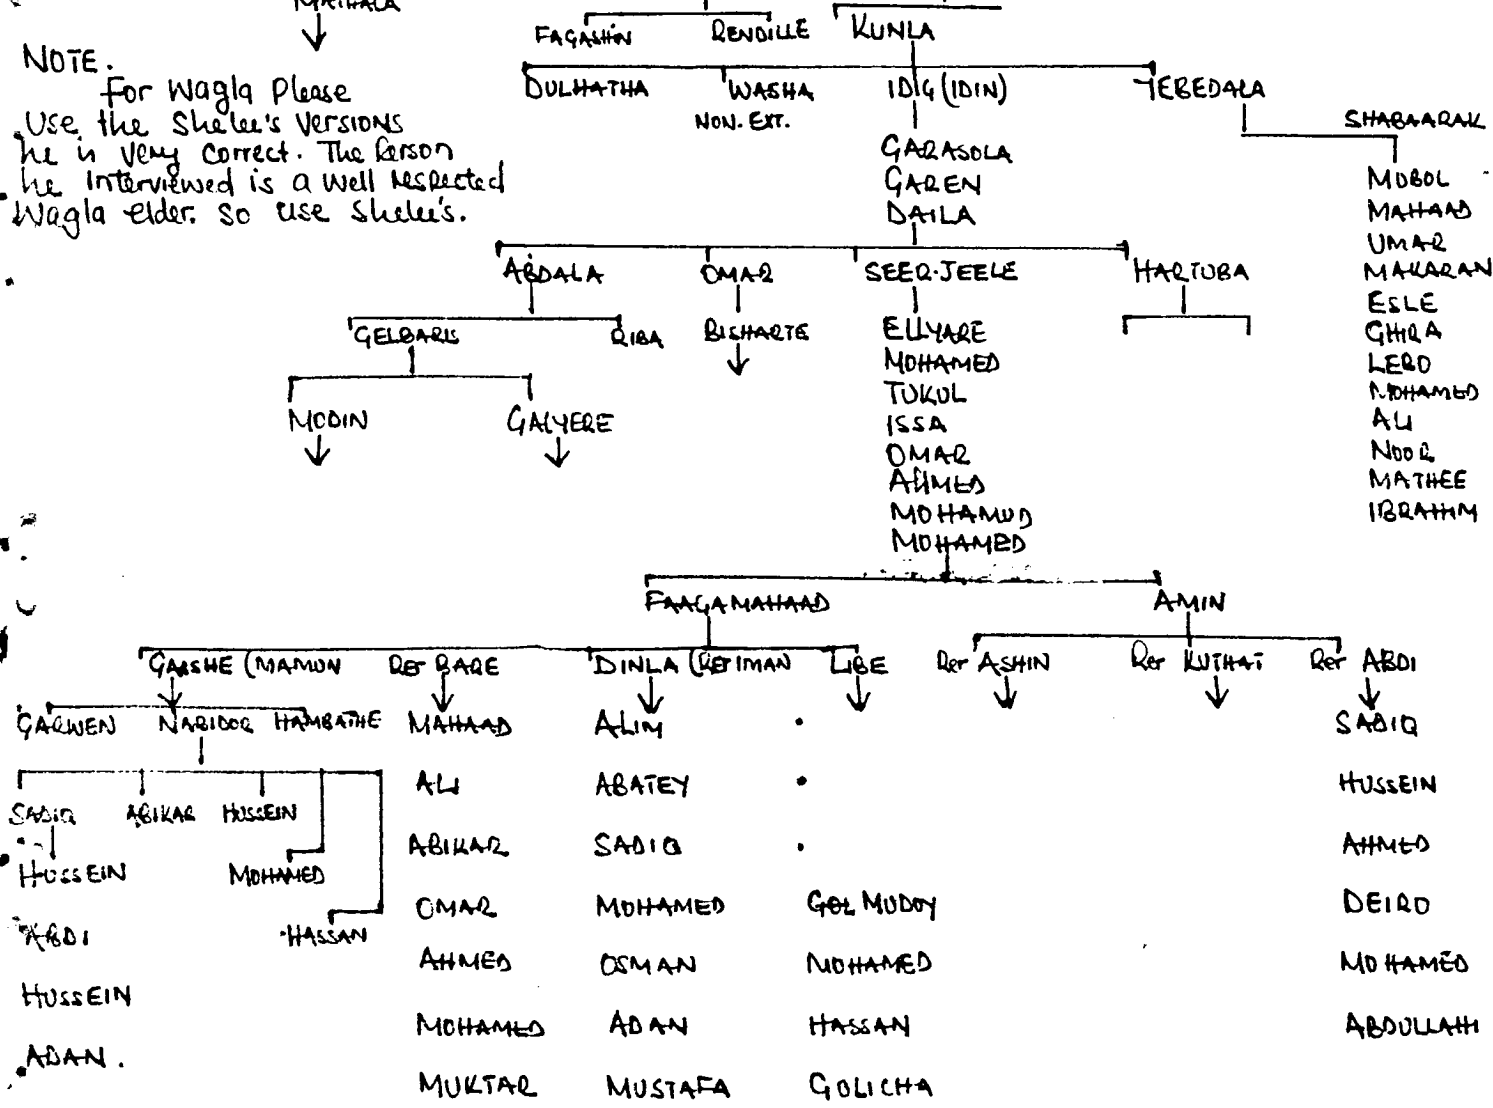 FAGASHIN RENDILLE KUNLA
NOTE.
For Wagla Please
Use the Shelu's Versions
he is very correct. The Person
he Interviewed is a well respected
Wagla elder. So use Shelu's.
DULHATHA WASHA IDIG (IDIN) YEBEDALA
NON. EXT.
SHABAARAK
GARASOLA
GAREN
DAILA
MOBOL
MAHAAD
UMAR
MAKARAN
ESLE
GHIRA
LEBO
MOHAMED
ALI
NOOR
MATHEE
IBRAHIM
ABDALA OMAR SEER-JEELE HARTUBA
GELBARIS RIBA BISHARTE ELLYARE
MOHAMED
TUKUL
ISSA
OMAR
AHMED
MOHAMUD
MOHAMED
MODIN GALYERE
FAAGAMAHAAD AMIN
GARSHE (MAMUN Rer BARE DINLA (RER IMAN LIBE Rer ASHIN Rer KUTHAT Rer ABDI
GARWEN NABIDOR HAMBATHE MAHAAD ALIM • SADIQ
ALI ABATEY • HUSSEIN
SADIQ ABIKAR HUSSEIN
ABIKAR SADIQ • AHMED
HUSSEIN MOHAMED
OMAR MOHAMED GOL MUDOY DEIRO
ABDI HASSAN
AHMED OSMAN MOHAMED MOHAMED
HUSSEIN
MOHAMED ADAN HASSAN ABDULLAHI
ADAN.
MUKTAR MUSTAFA GOLICHA